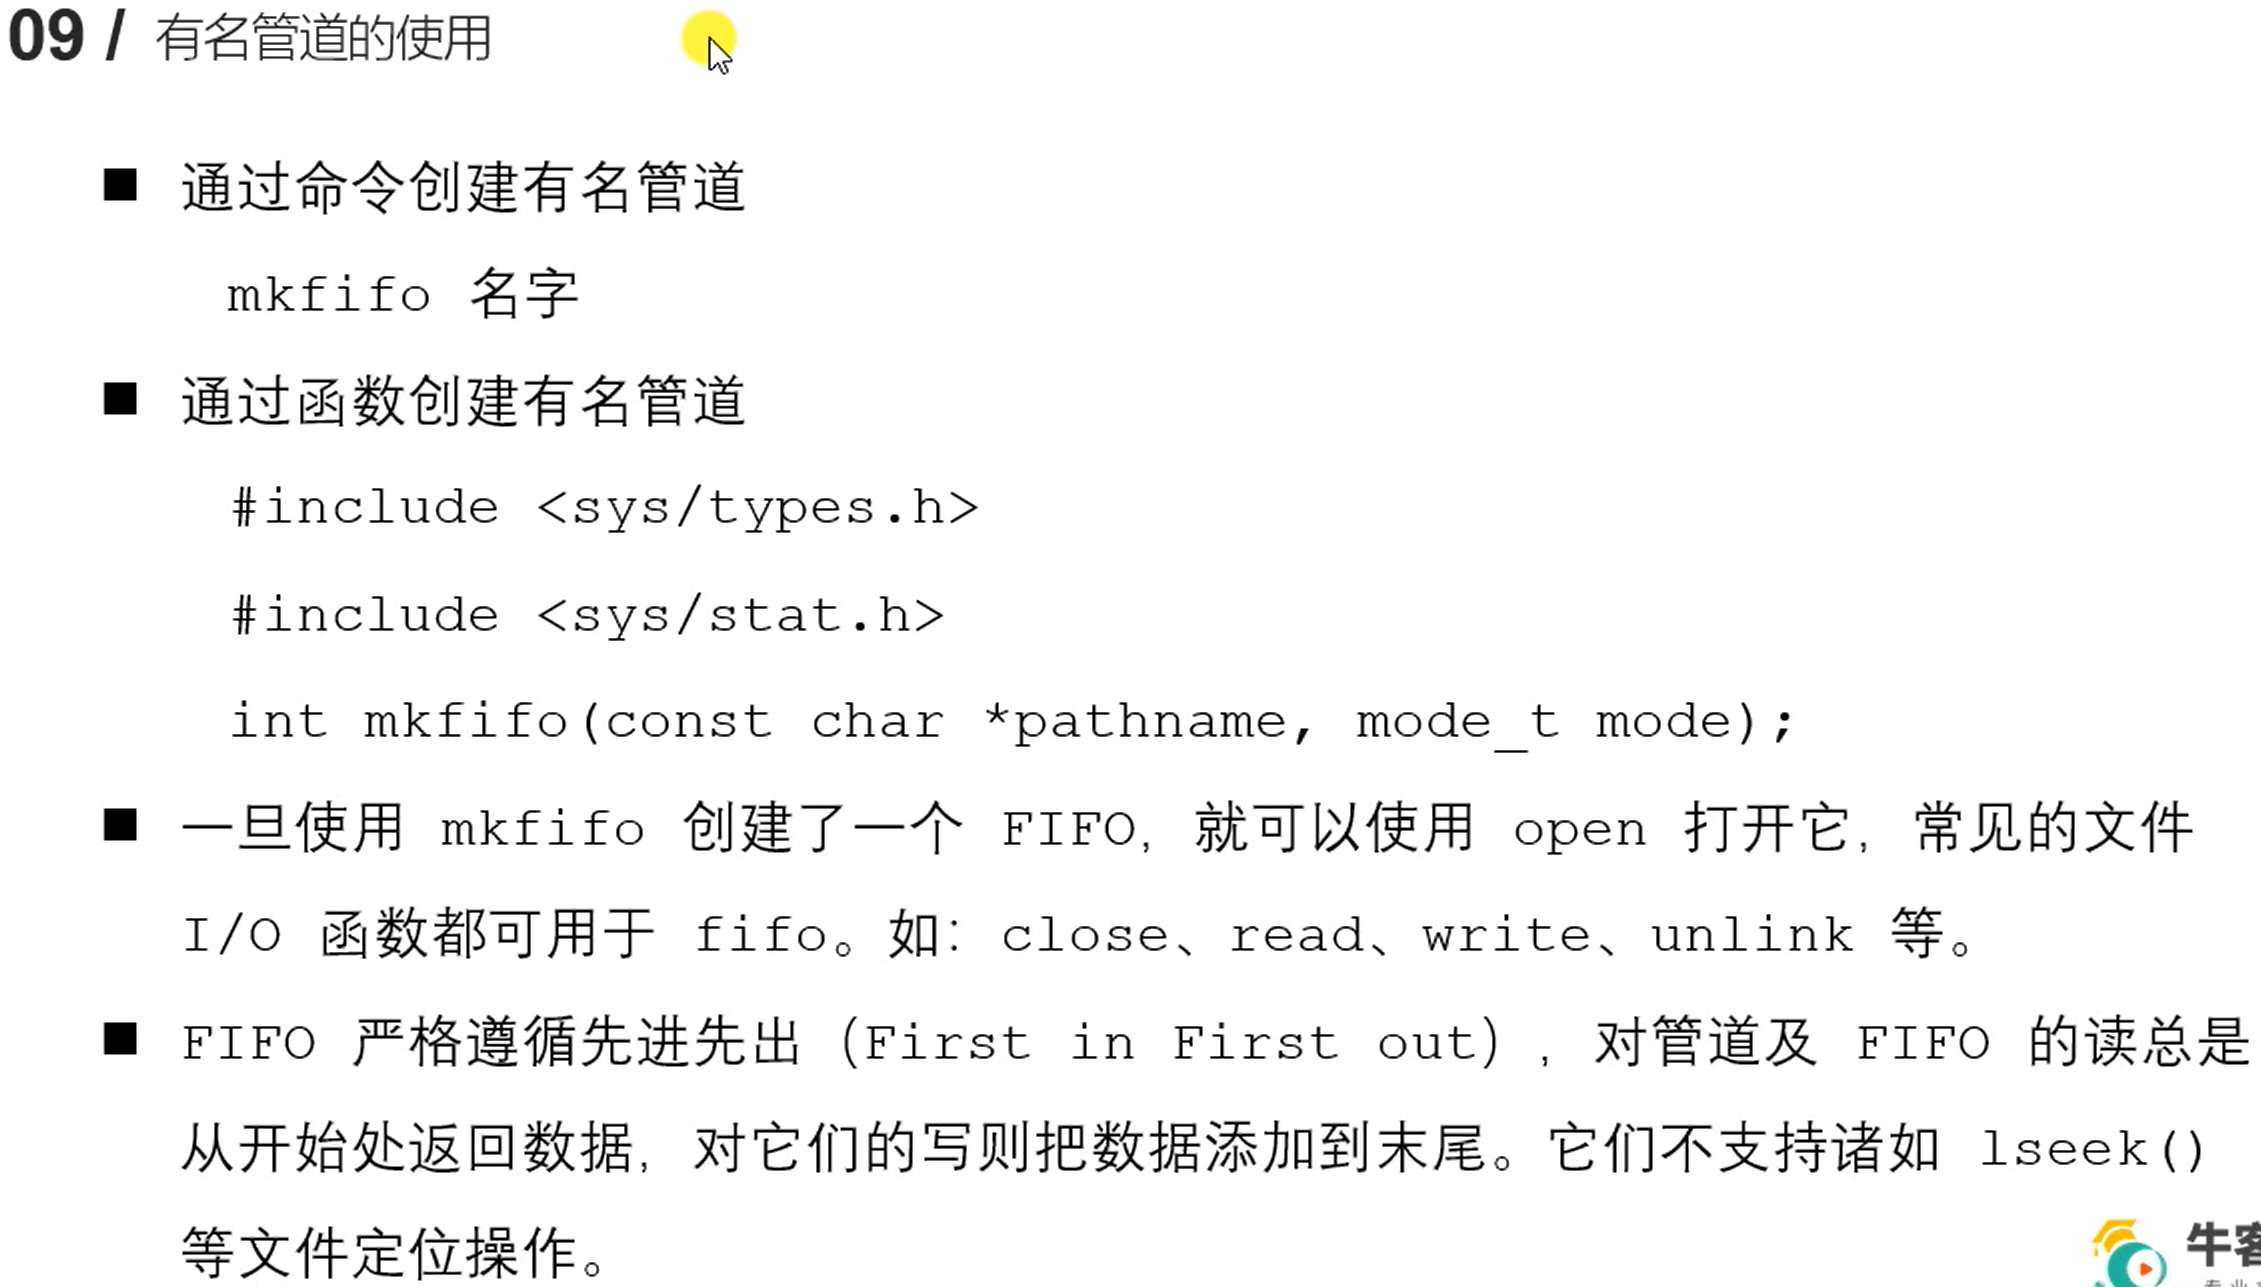 09 / 有名管道的使用
■ 通过命令创建有名管道
mkfifo 名字
■ 通过函数创建有名管道
#include <sys/types.h>
#include <sys/stat.h>
int mkfifo(const char *pathname, mode_t mode);
■ 一旦使用 mkfifo 创建了一个 FIFO，就可以使用 open 打开它，常见的文件
I/O 函数都可用于 fifo。如：close、read、write、unlink 等。
■ FIFO 严格遵循先进先出（First in First out），对管道及 FIFO 的读总是
从开始处返回数据，对它们的写则把数据添加到末尾。它们不支持诸如 lseek()
等文件定位操作。
牛客